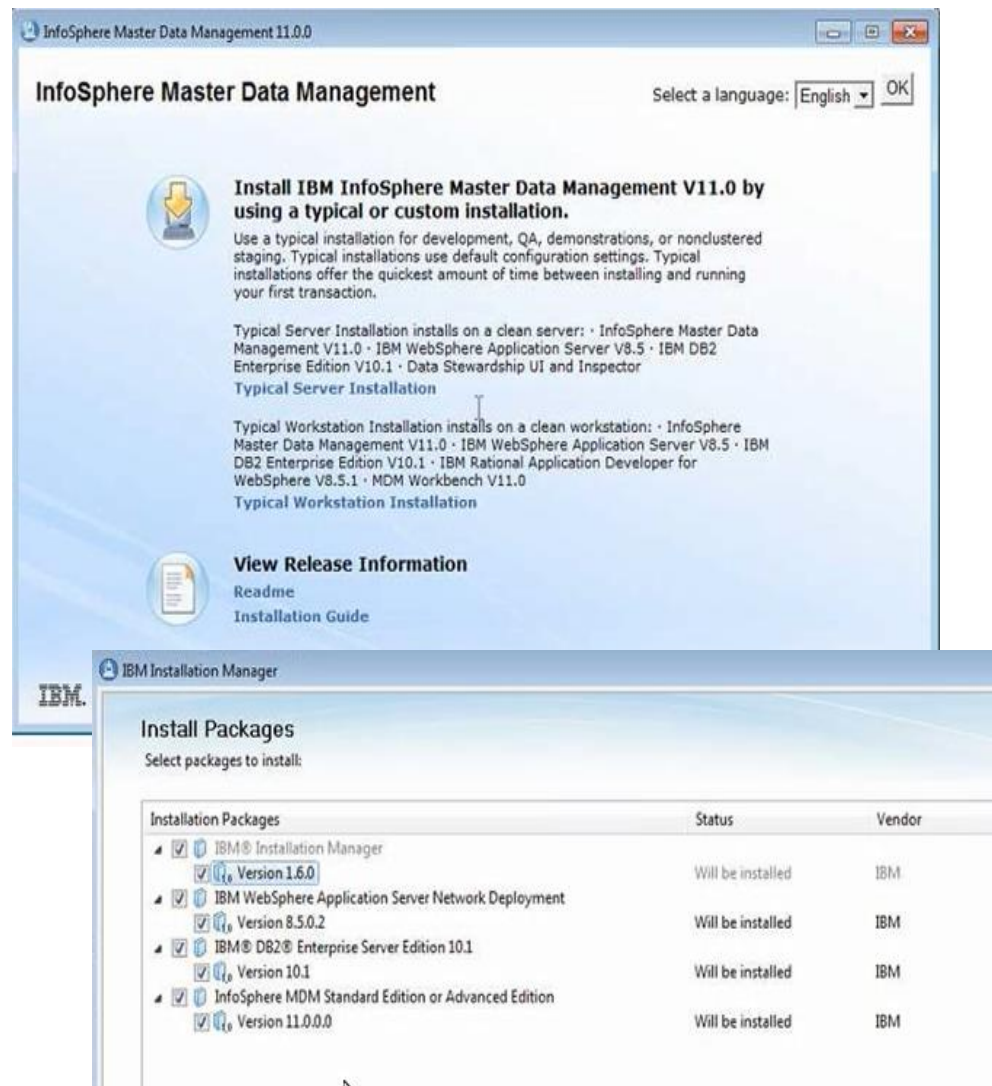 InfoSphere Master Data Management 11.0.0
InfoSphere Master Data Management
Select a language: English OK
Install IBM InfoSphere Master Data Management V11.0 by
using a typical or custom installation.
Use a typical installation for development, QA, demonstrations, or nonclustered
staging. Typical installations use default configuration settings. Typical
installations offer the quickest amount of time between installing and running
your first transaction.
Typical Server Installation installs on a clean server: · InfoSphere Master Data
Management V11.0 · IBM WebSphere Application Server V8.5 · IBM DB2
Enterprise Edition V10.1 · Data Stewardship UI and Inspector
Typical Server Installation
Typical Workstation Installation installs on a clean workstation: · InfoSphere
Master Data Management V11.0 · IBM WebSphere Application Server V8.5 · IBM
DB2 Enterprise Edition V10.1 · IBM Rational Application Developer for
WebSphere V8.5.1 · MDM Workbench V11.0
Typical Workstation Installation
View Release Information
Readme
Installation Guide
IBM.
IBM Installation Manager
Install Packages
Select packages to install:
Installation Packages Status Vendor
IBM® Installation Manager
Version 1.6.0 Will be installed IBM
IBM WebSphere Application Server Network Deployment
Version 8.5.0.2 Will be installed IBM
IBM® DB2® Enterprise Server Edition 10.1
Version 10.1 Will be installed IBM
InfoSphere MDM Standard Edition or Advanced Edition
Version 11.0.0.0 Will be installed IBM